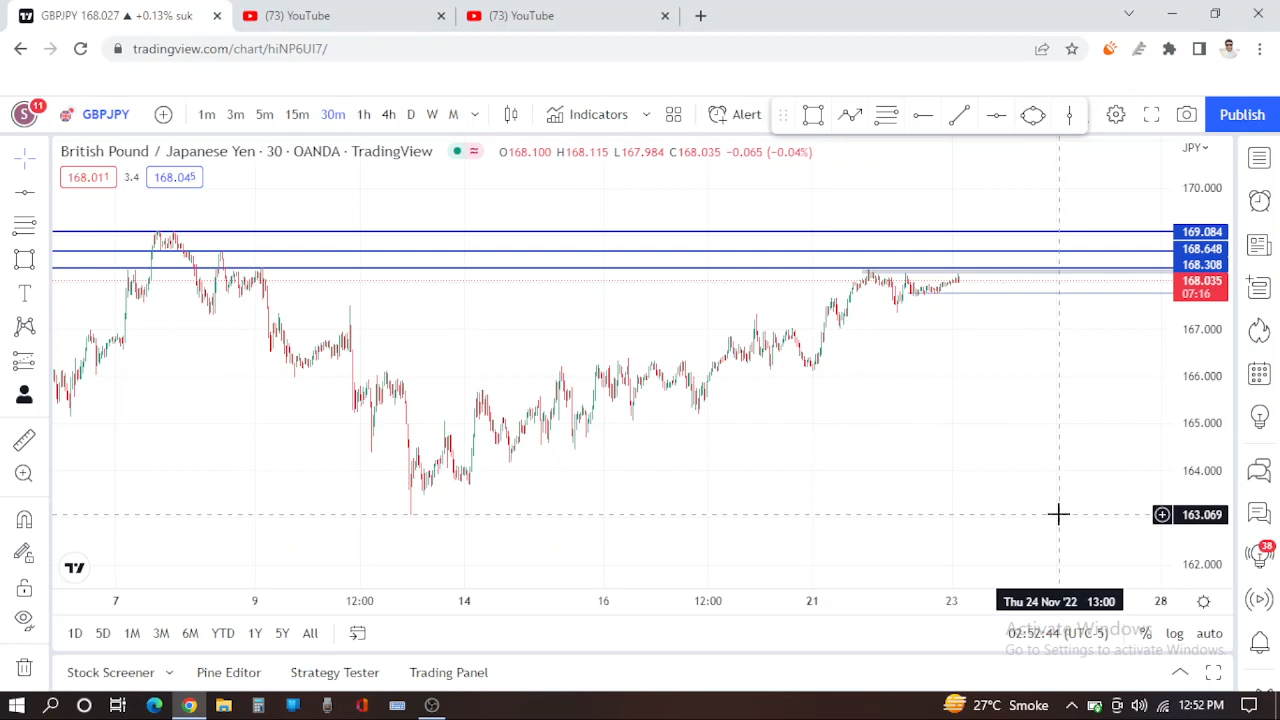 GBPJPY 168.027 ▲ +0.13% suk
(73) YouTube
(73) YouTube
tradingview.com/chart/hiNP6UI7/
S 11 GBPJPY 1m 3m 5m 15m 30m 1h 4h D W M Indicators Alert Publish
British Pound / Japanese Yen · 30 · OANDA · TradingView O168.100 H168.115 L167.984 C168.035 −0.065 (−0.04%) JPY
168.011 3.4 168.045
170.000
169.084
168.648
168.308
168.035
07:16
167.000
166.000
165.000
164.000
163.069
162.000
7 9 12:00 14 16 12:00 21 23 Thu 24 Nov '22 13:00 28
1D 5D 1M 3M 6M YTD 1Y 5Y All 02:52:44 (UTC-5) % log auto
Activate Windows
Go to Settings to activate Windows.
Stock Screener Pine Editor Strategy Tester Trading Panel
38
27°C Smoke 12:52 PM